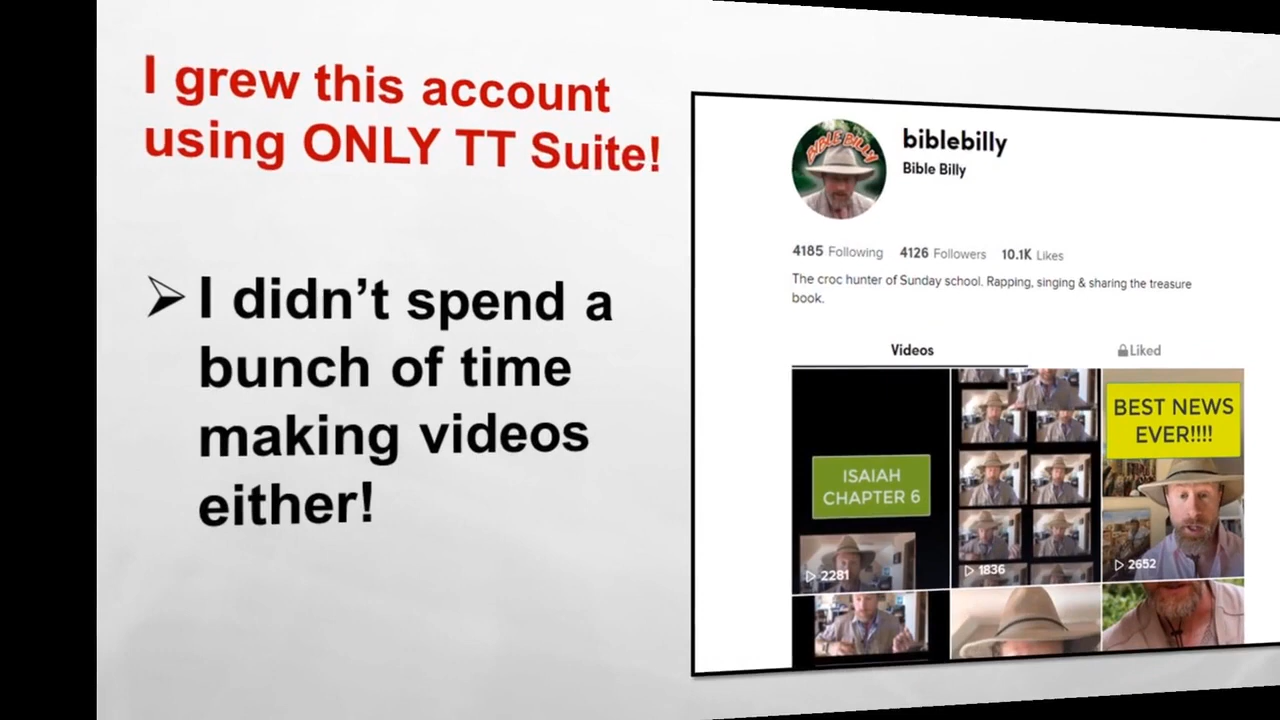 I grew this account
using ONLY TT Suite!
➢ I didn’t spend a
bunch of time
making videos
either!
BIBLE BILLY
biblebilly
Bible Billy
4185 Following 4126 Followers 10.1K Likes
The croc hunter of Sunday school. Rapping, singing & sharing the treasure
book.
Videos Liked
ISAIAH
CHAPTER 6
2281
1836
BEST NEWS
EVER!!!!
2652